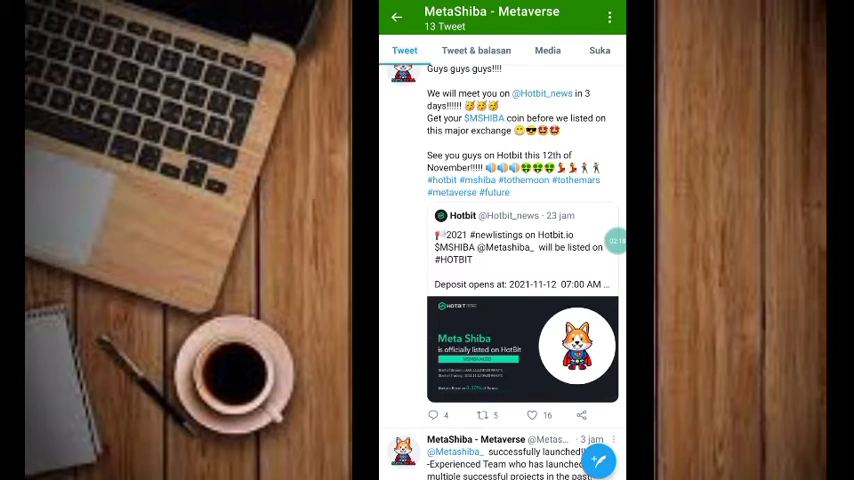 MetaShiba - Metaverse
13 Tweet
Tweet
Tweet & balasan
Media
Suka
Guys guys guys!!!!
We will meet you on @Hotbit_news in 3
days!!!!!! 🥳🥳🥳
Get your $MSHIBA coin before we listed on
this major exchange 😁😎🤩🤩
See you guys on Hotbit this 12th of
November!!!!!
#hotbit #mshiba #tothemoon #tothemars
#metaverse #future
Hotbit @Hotbit_news · 23 jam
2021 #newlistings on Hotbit.io
$MSHIBA @Metashiba_ will be listed on
#HOTBIT
02:18
Deposit opens at: 2021-11-12 07:00 AM ...
HOTBIT
Meta Shiba
is officially listed on HotBit
4
5
16
MetaShiba - Metaverse @Metas... · 3 jam
@Metashiba_ successfully launched!
-Experienced Team who has launched
multiple successful projects in the past!